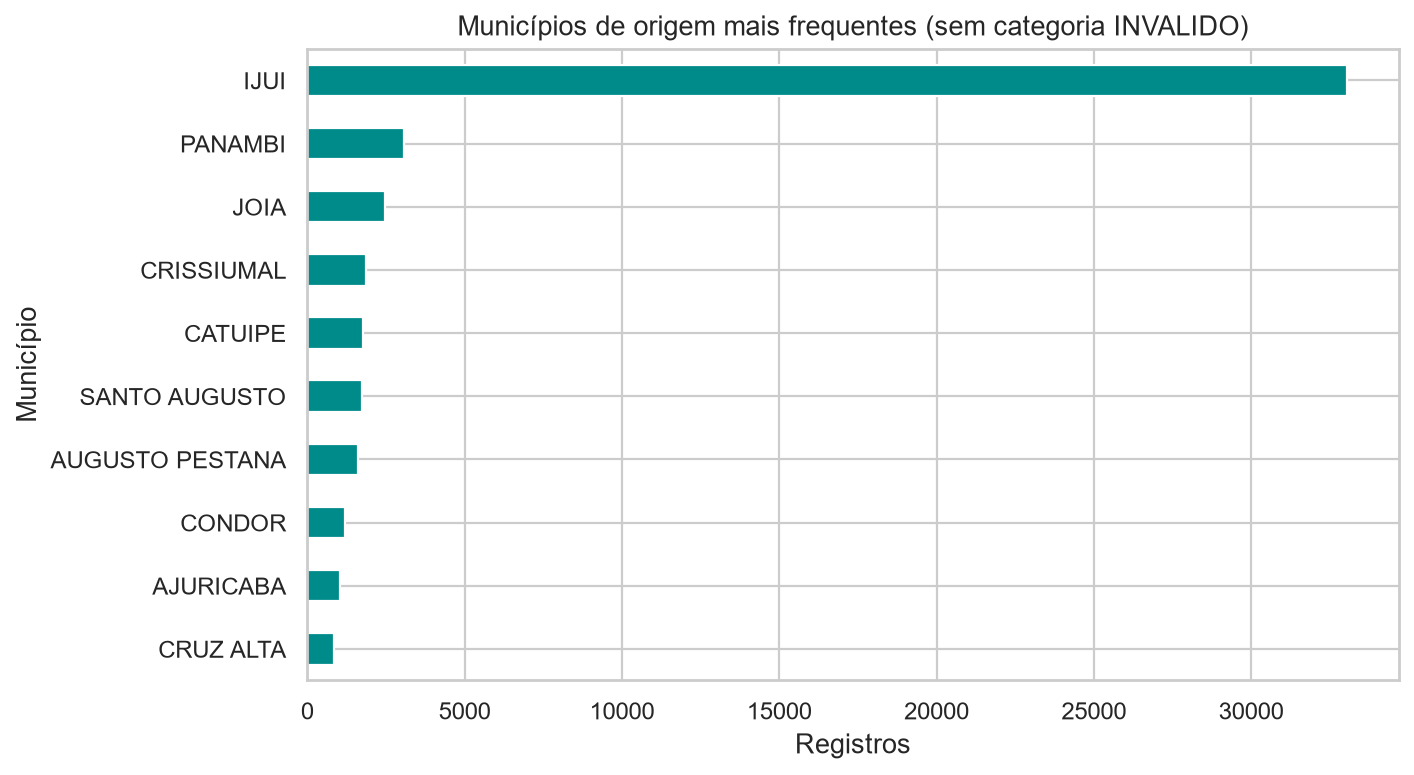 Municípios de origem mais frequentes (sem categoria INVALIDO)
IJUI
PANAMBI
JOIA
CRISSIUMAL
CATUIPE
SANTO AUGUSTO
AUGUSTO PESTANA
CONDOR
AJURICABA
CRUZ ALTA
Município
0 5000 10000 15000 20000 25000 30000
Registros